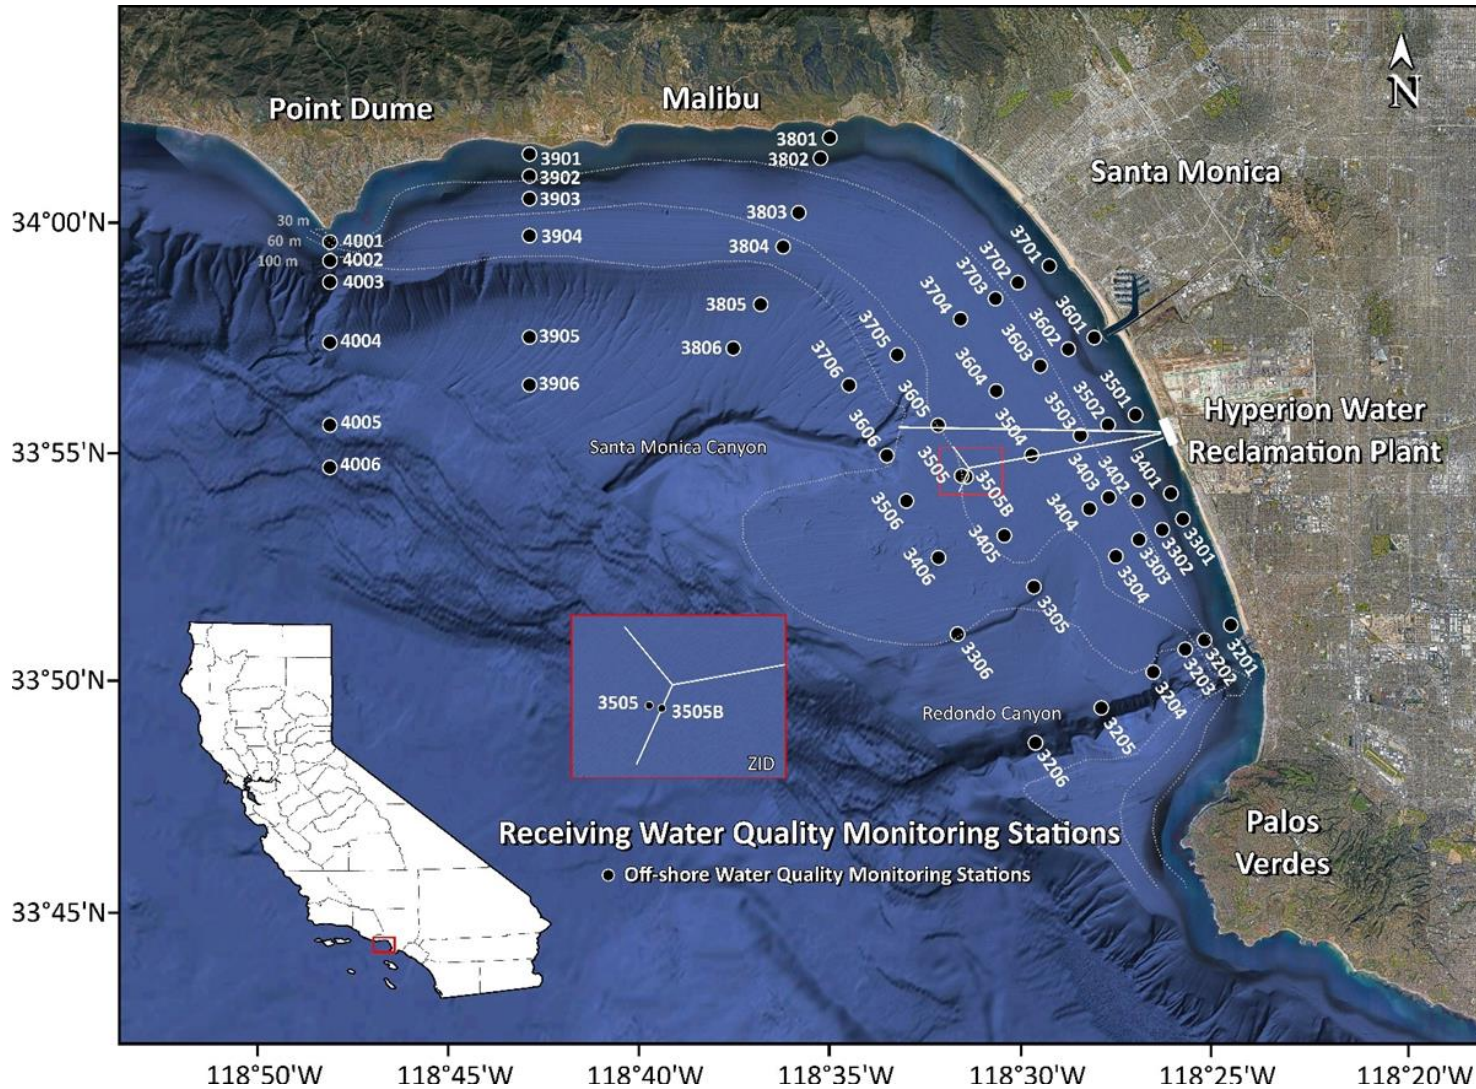 N
Point Dume
Malibu
Santa Monica
3801
3802
3901
3902
3903
3904
3803
3804
34°00'N
30 m
60 m
100 m
4001
4002
4003
4004
3701
3702
3703
3704
3805
3806
3905
3906
3705
3706
3601
3602
3603
3604
3605
3606
4005
4006
3501
3502
3503
3504
Hyperion Water
Reclamation Plant
Santa Monica Canyon
33°55'N
3505
3505B
3506
3401
3402
3403
3404
3405
3406
3301
3302
3303
3304
3305
3306
33°50'N
3201
3202
3203
3204
3205
3206
Redondo Canyon
3505
3505B
ZID
Palos
Verdes
Receiving Water Quality Monitoring Stations
Off-shore Water Quality Monitoring Stations
33°45'N
118°50'W
118°45'W
118°40'W
118°35'W
118°30'W
118°25'W
118°20'W